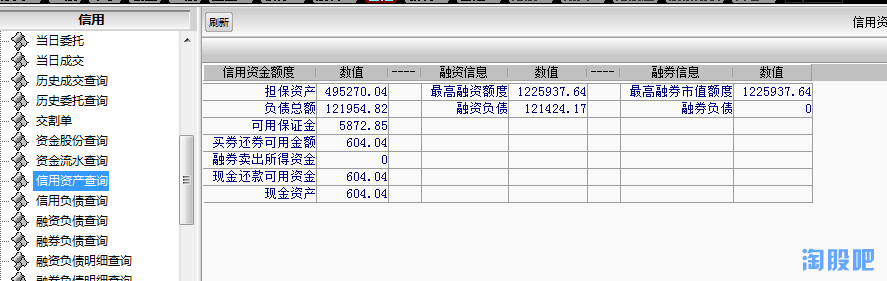 信用
当日委托
当日成交
历史成交查询
历史委托查询
交割单
资金股份查询
资金流水查询
信用资产查询
信用负债查询
融资负债查询
融券负债查询
融资负债明细查询
融券负债明细查询
刷新
信用资
信用资金额度 数值 ---- 融资信息 数值 ---- 融券信息 数值
担保资产 495270.04 最高融资额度 1225937.64 最高融券市值额度 1225937.64
负债总额 121954.82 融资负债 121424.17 融券负债 0
可用保证金 5872.85
买券还券可用金额 604.04
融券卖出所得资金 0
现金还款可用资金 604.04
现金资产 604.04
淘股吧